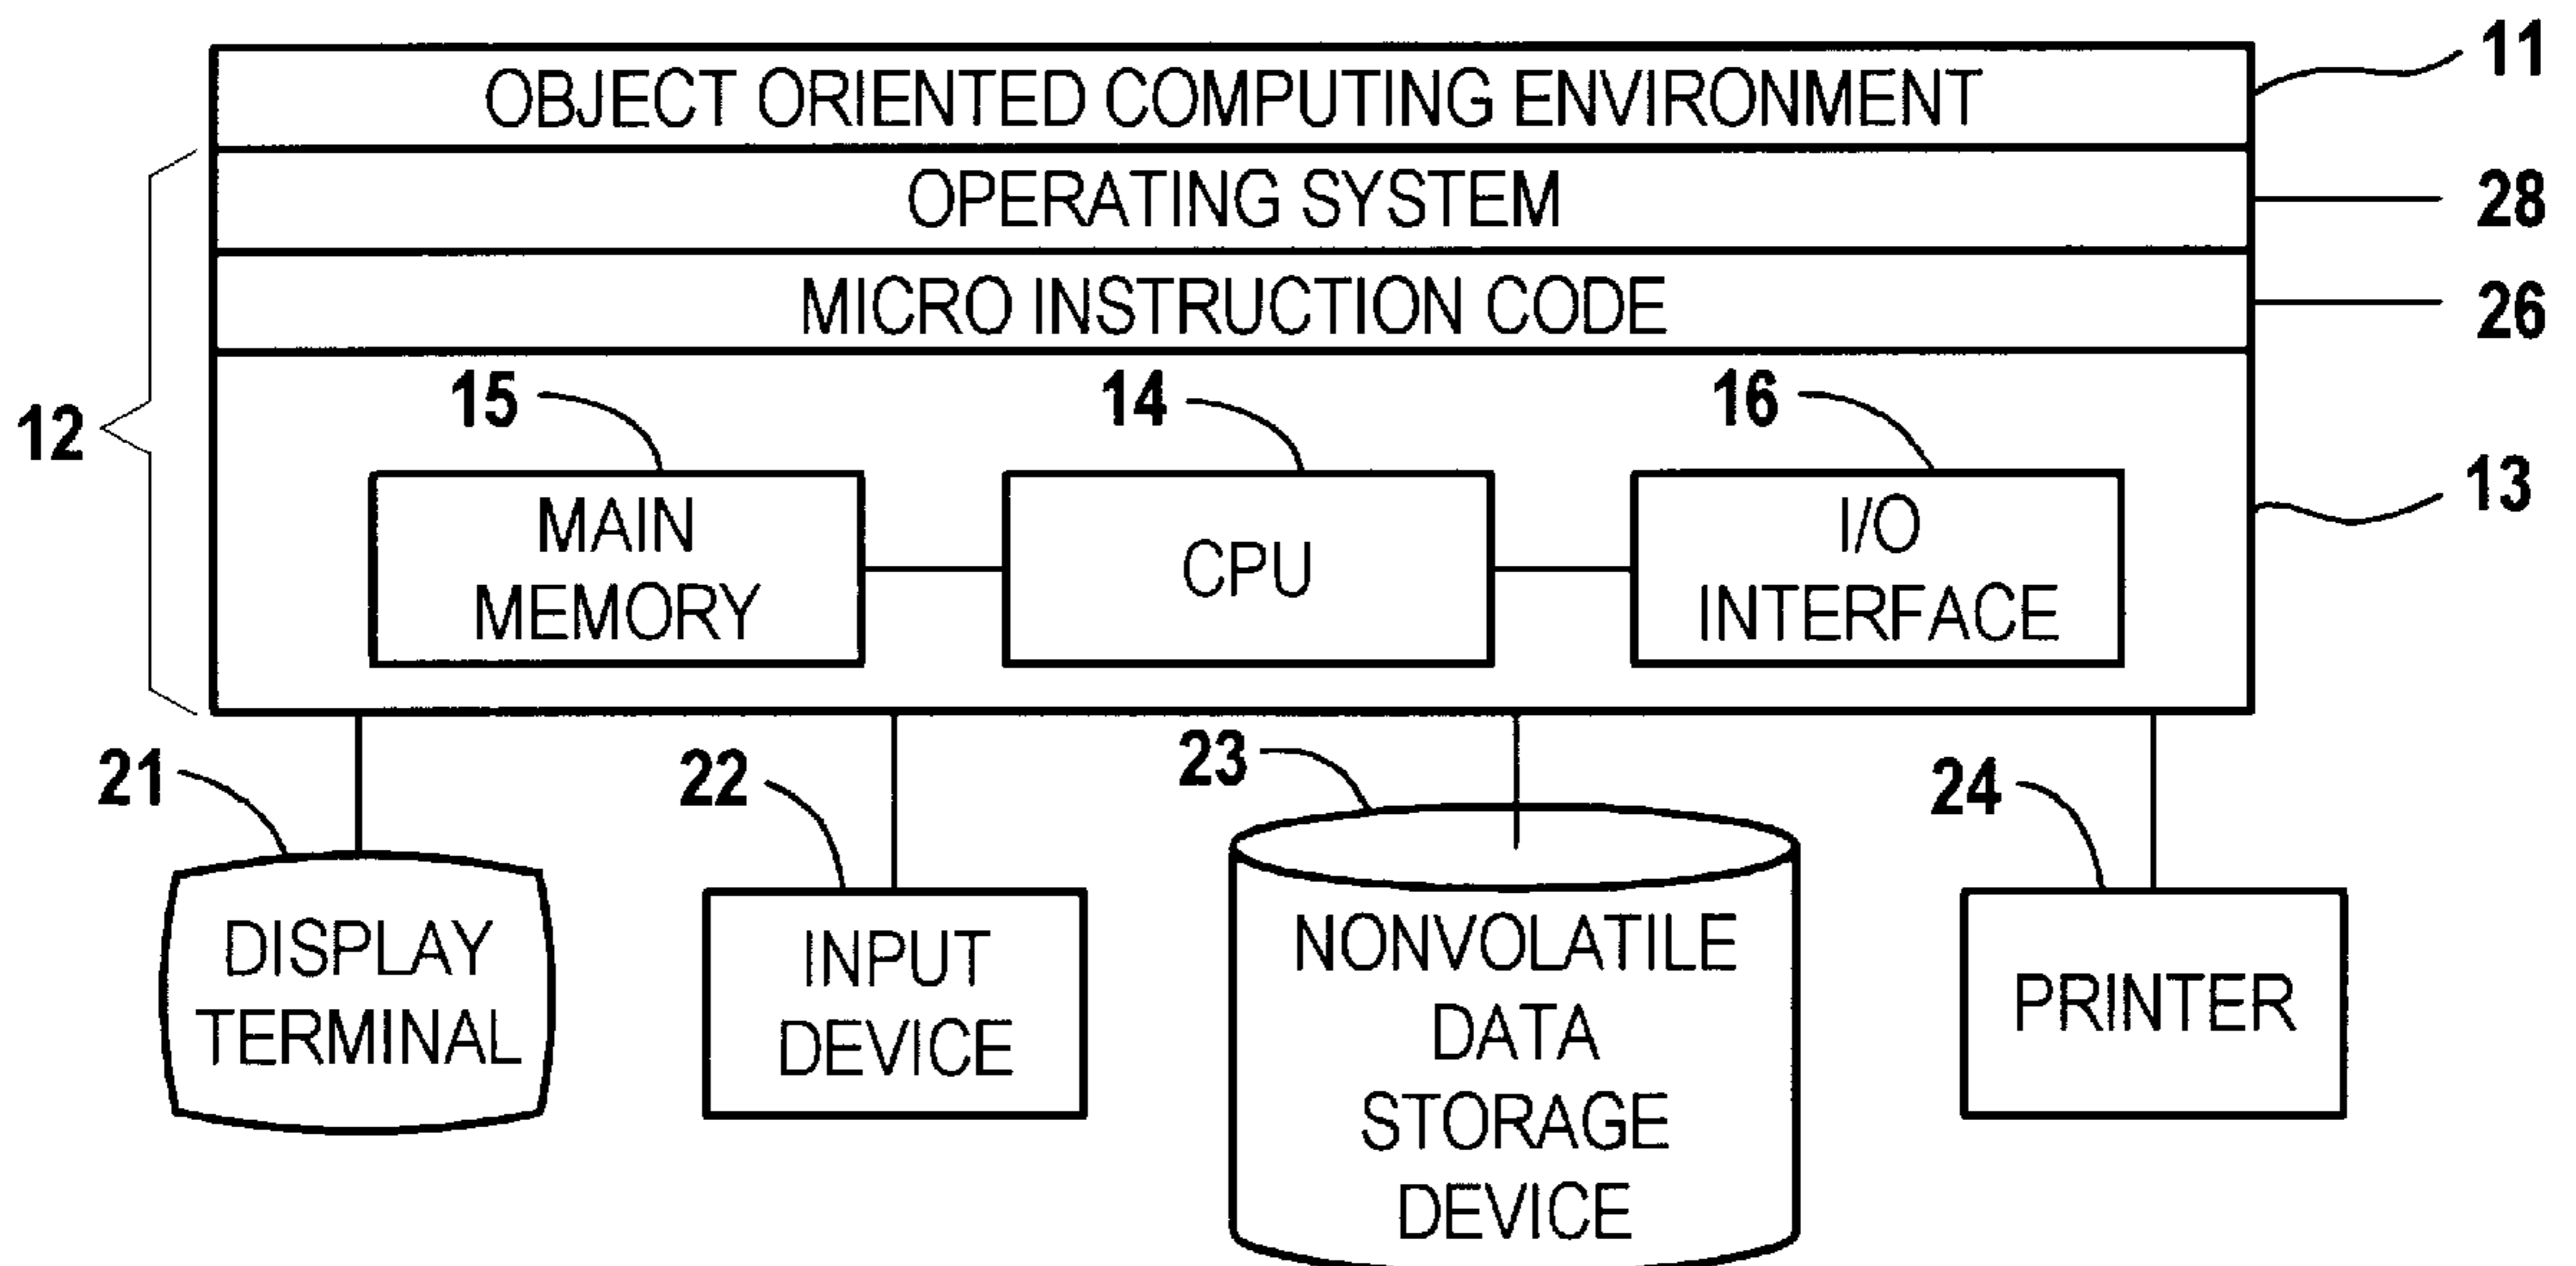 OBJECT ORIENTED COMPUTING ENVIRONMENT
11
OPERATING SYSTEM
28
MICRO INSTRUCTION CODE
26
12
15
14
16
13
MAIN
MEMORY
CPU
I/O
INTERFACE
21
22
23
24
DISPLAY
TERMINAL
INPUT
DEVICE
NONVOLATILE
DATA
STORAGE
DEVICE
PRINTER